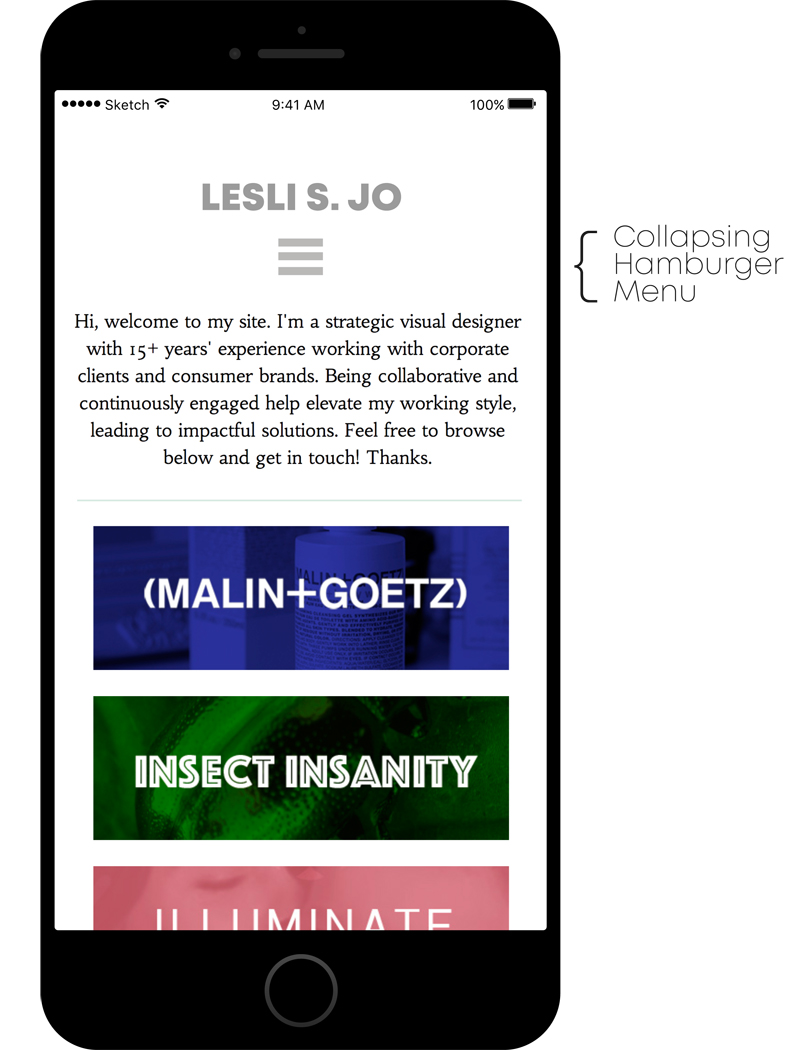 Sketch 9:41 AM 100%
LESLI S. JO
Collapsing
Hamburger
Menu
Hi, welcome to my site. I'm a strategic visual designer
with 15+ years' experience working with corporate
clients and consumer brands. Being collaborative and
continuously engaged help elevate my working style,
leading to impactful solutions. Feel free to browse
below and get in touch! Thanks.
(MALIN+GOETZ)
MALIN+GOETZ
INSECT INSANITY
ILLUMINATE